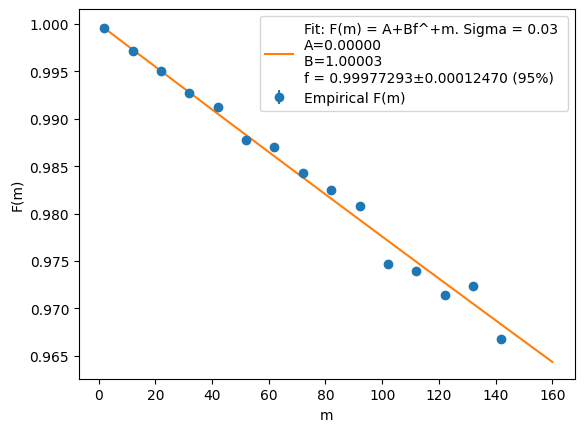 1.000
0.995
0.990
0.985
0.980
0.975
0.970
0.965
F(m)
0
20
40
60
80
100
120
140
160
m
Fit: F(m) = A+Bf^+m. Sigma = 0.03
A=0.00000
B=1.00003
f = 0.99977293±0.00012470 (95%)
Empirical F(m)